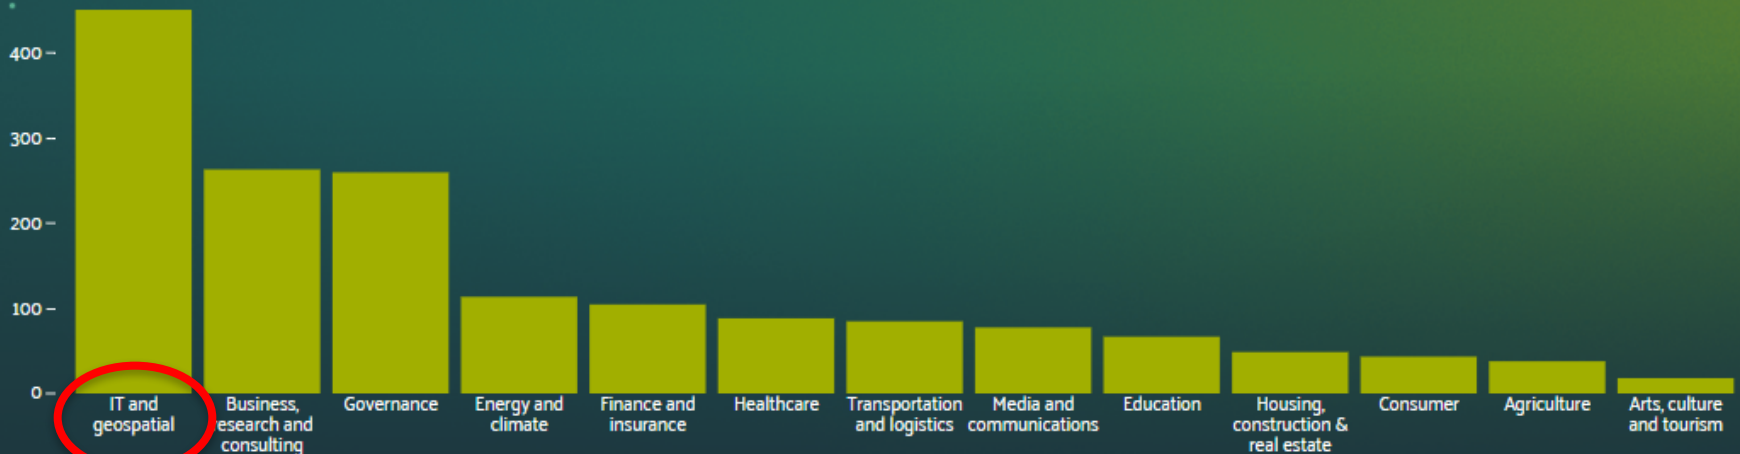 400
300
200
100
0
IT and
geospatial
Business,
research and
consulting
Governance
Energy and
climate
Finance and
insurance
Healthcare
Transportation
and logistics
Media and
communications
Education
Housing,
construction &
real estate
Consumer
Agriculture
Arts, culture
and tourism